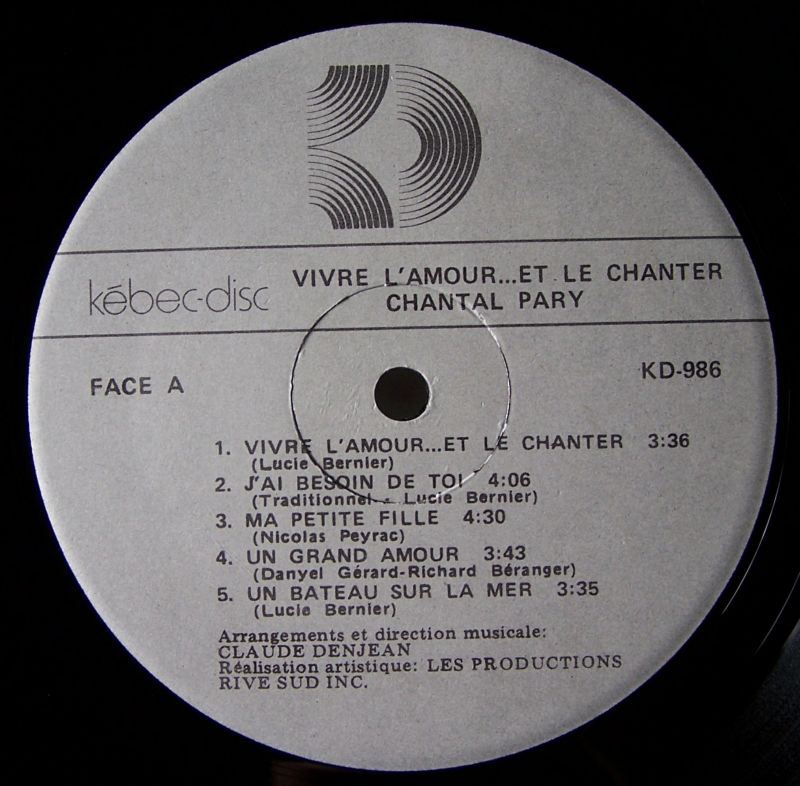 kébec-disc
VIVRE L'AMOUR...ET LE CHANTER
CHANTAL PARY
FACE A
KD-986
1. VIVRE L'AMOUR...ET LE CHANTER 3:36
(Lucie Bernier)
2. J'AI BESOIN DE TOI 4:06
(Traditionnel - Lucie Bernier)
3. MA PETITE FILLE 4:30
(Nicolas Peyrac)
4. UN GRAND AMOUR 3:43
(Danyel Gérard-Richard Béranger)
5. UN BATEAU SUR LA MER 3:35
(Lucie Bernier)
Arrangements et direction musicale:
CLAUDE DENJEAN
Réalisation artistique: LES PRODUCTIONS
RIVE SUD INC.